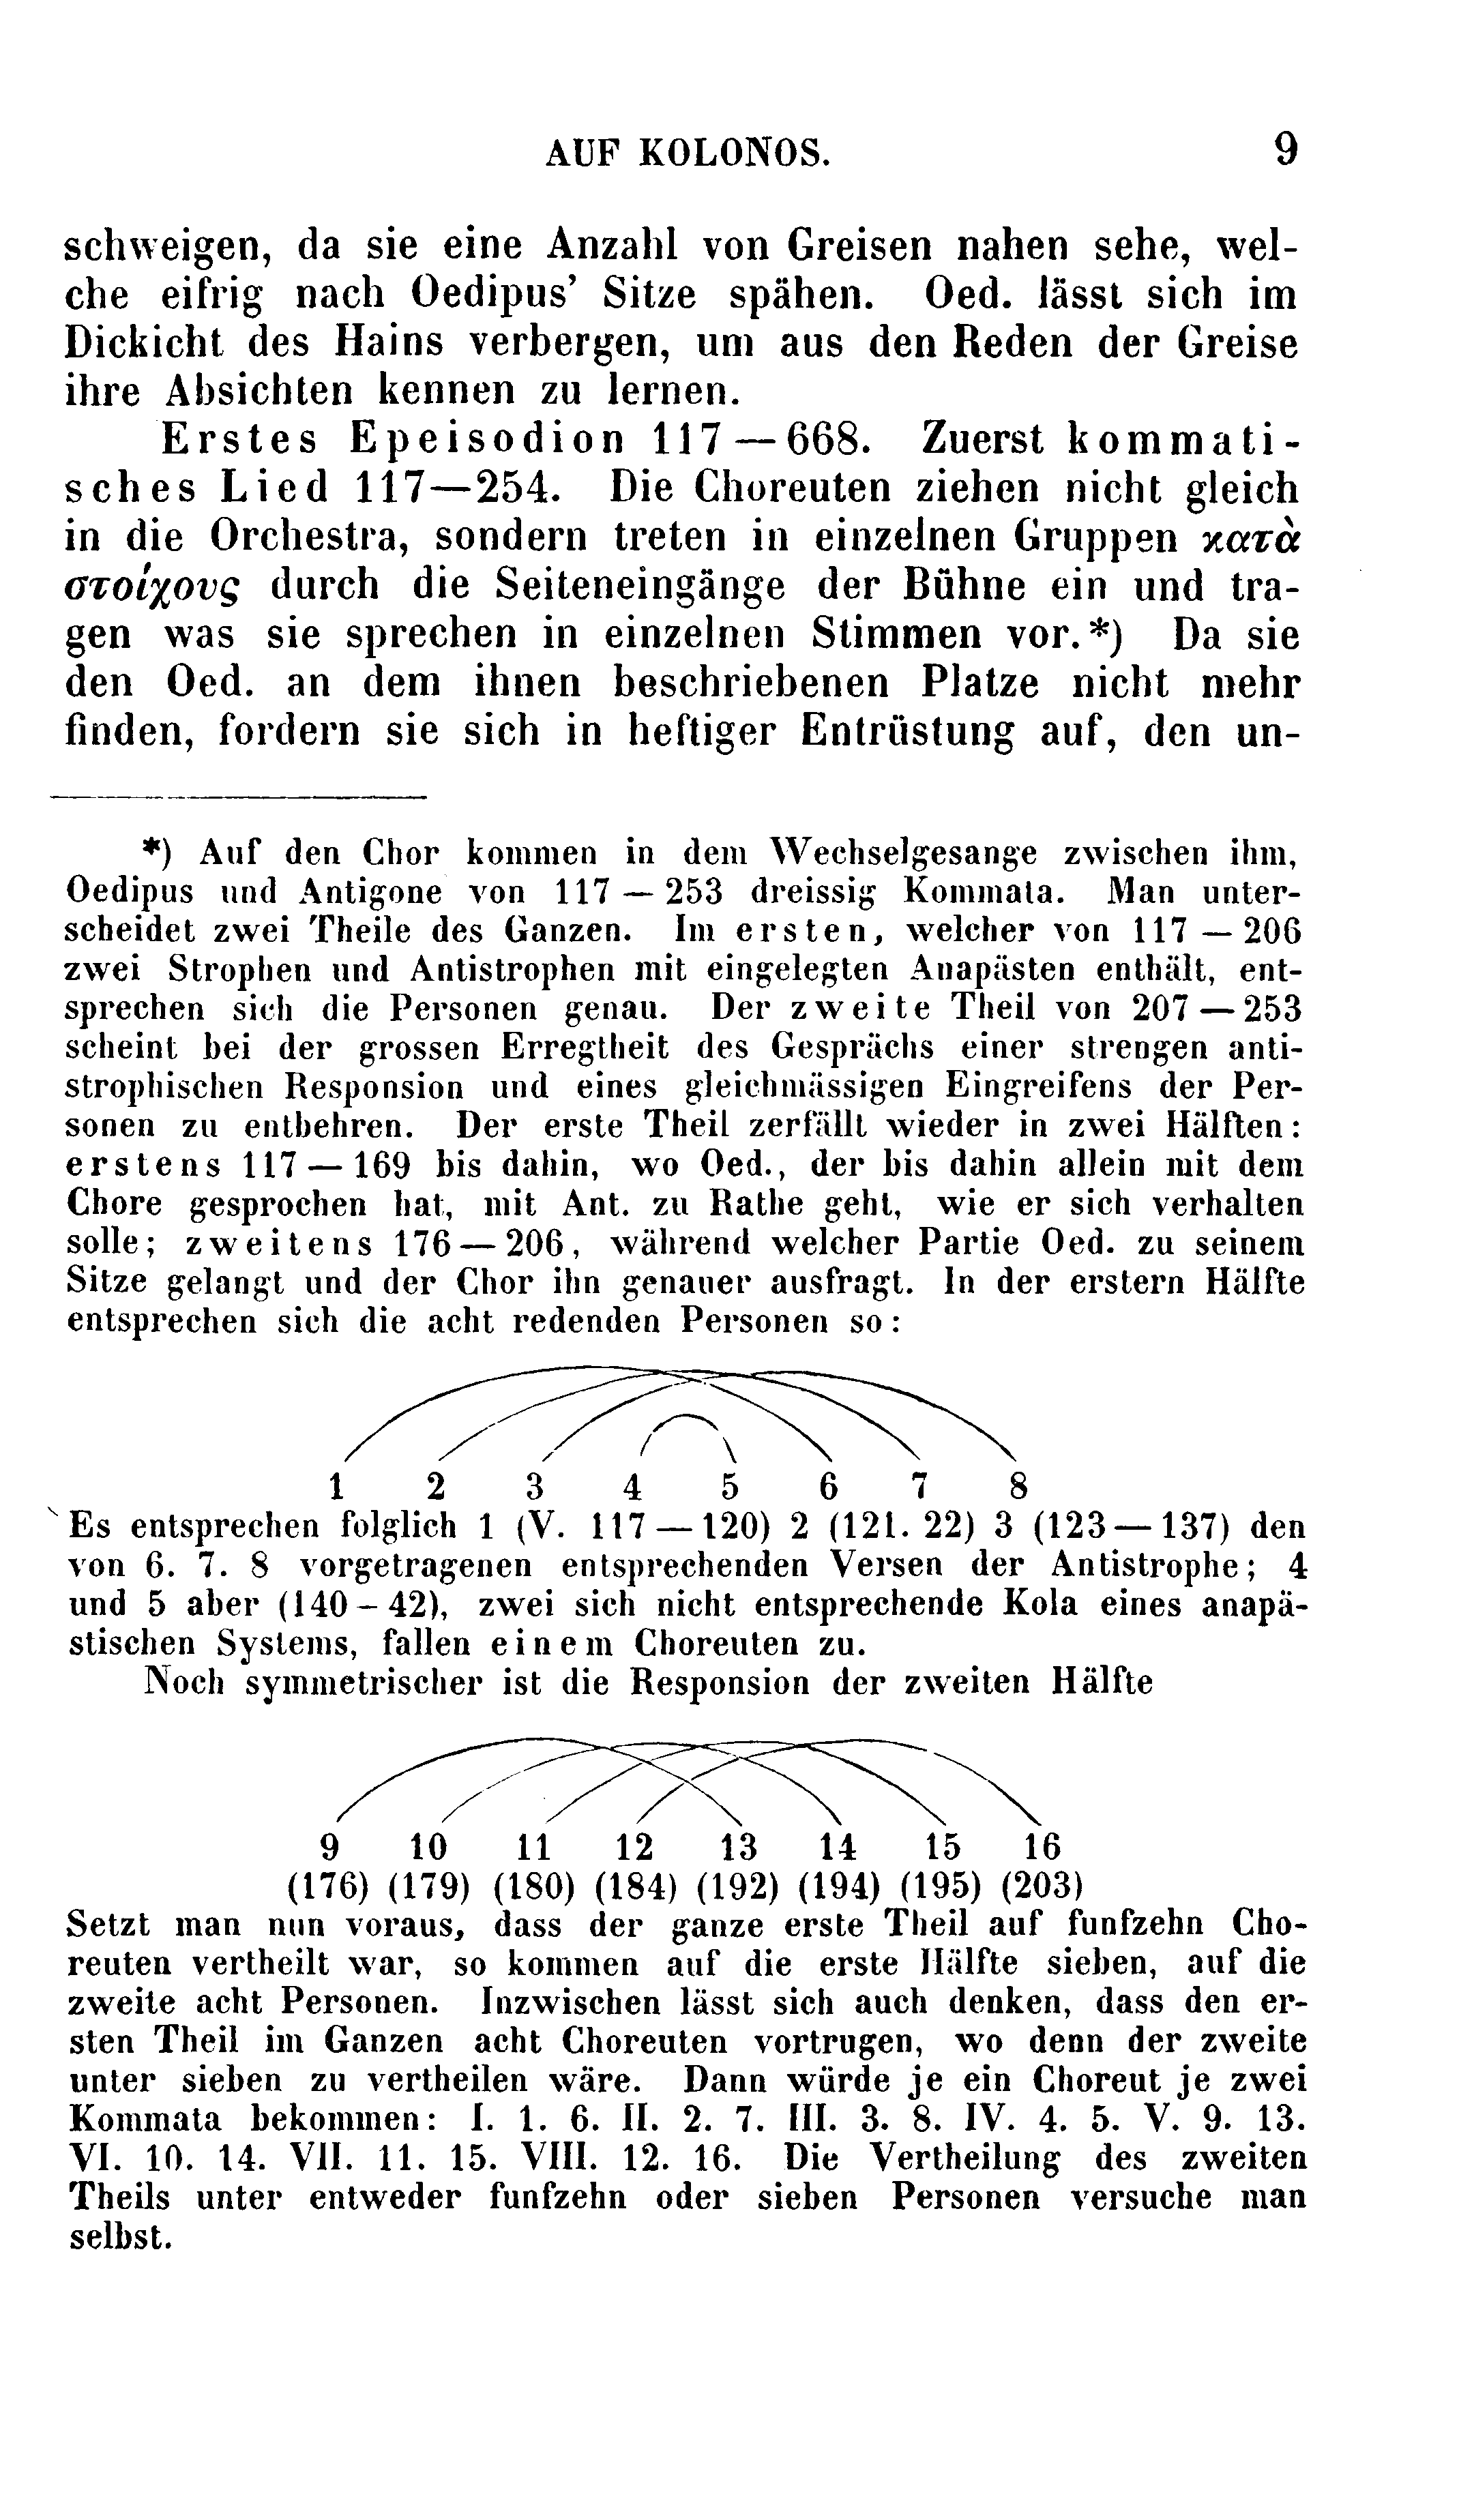 AUF KOLONOS. 9
schweigen, da sie eine Anzahl von Greisen nahen sehe, wel-
che eifrig nach Oedipus’ Sitze spähen. Oed. lässt sich im
Dickicht des Hains verbergen, um aus den Reden der Greise
ihre Absichten kennen zu lernen.
Erstes Epeisodion 117—668. Zuerst kommati-
sches Lied 117—254. Die Choreuten ziehen nicht gleich
in die Orchestra, sondern treten in einzelnen Gruppen κατὰ
στοίχους durch die Seiteneingänge der Bühne ein und tra-
gen was sie sprechen in einzelnen Stimmen vor.*) Da sie
den Oed. an dem ihnen beschriebenen Platze nicht mehr
finden, fordern sie sich in heftiger Entrüstung auf, den un-
*) Auf den Chor kommen in dem Wechselgesange zwischen ihm,
Oedipus und Antigone von 117—253 dreissig Kommata. Man unter-
scheidet zwei Theile des Ganzen. Im ersten, welcher von 117—206
zwei Strophen und Antistrophen mit eingelegten Anapästen enthält, ent-
sprechen sich die Personen genau. Der zweite Theil von 207—253
scheint bei der grossen Erregtheit des Gesprächs einer strengen anti-
strophischen Responsion und eines gleichmässigen Eingreifens der Per-
sonen zu entbehren. Der erste Theil zerfällt wieder in zwei Hälften:
erstens 117—169 bis dahin, wo Oed., der bis dahin allein mit dem
Chore gesprochen hat, mit Ant. zu Rathe geht, wie er sich verhalten
solle; zweitens 176—206, während welcher Partie Oed. zu seinem
Sitze gelangt und der Chor ihn genauer ausfragt. In der erstern Hälfte
entsprechen sich die acht redenden Personen so:
1 2 3 4 5 6 7 8
Es entsprechen folglich 1 (V. 117—120) 2 (121. 22) 3 (123—137) den
von 6. 7. 8 vorgetragenen entsprechenden Versen der Antistrophe; 4
und 5 aber (140–42), zwei sich nicht entsprechende Kola eines anapä-
stischen Systems, fallen einem Choreuten zu.
Noch symmetrischer ist die Responsion der zweiten Hälfte
9 10 11 12 13 14 15 16
(176) (179) (180) (184) (192) (194) (195) (203)
Setzt man nun voraus, dass der ganze erste Theil auf funfzehn Cho-
reuten vertheilt war, so kommen auf die erste Hälfte sieben, auf die
zweite acht Personen. Inzwischen lässt sich auch denken, dass den er-
sten Theil im Ganzen acht Choreuten vortrugen, wo denn der zweite
unter sieben zu vertheilen wäre. Dann würde je ein Choreut je zwei
Kommata bekommen: I. 1. 6. II. 2. 7. III. 3. 8. IV. 4. 5. V. 9. 13.
VI. 10. 14. VII. 11. 15. VIII. 12. 16. Die Vertheilung des zweiten
Theils unter entweder funfzehn oder sieben Personen versuche man
selbst.